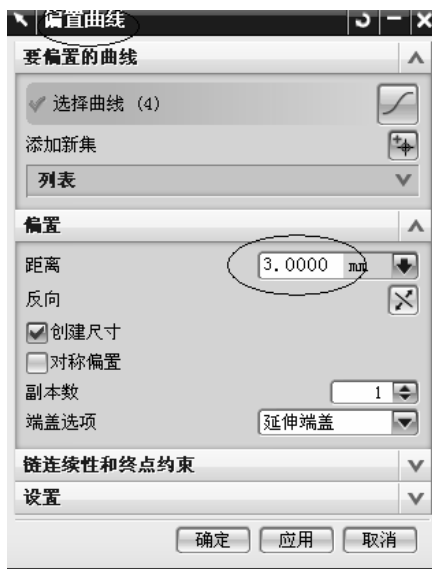 偏置曲线
要偏置的曲线
选择曲线 (4)
添加新集
列表
偏置
距离 3.0000 mm
反向
创建尺寸
对称偏置
副本数 1
端盖选项 延伸端盖
链连续性和终点约束
设置
确定 应用 取消